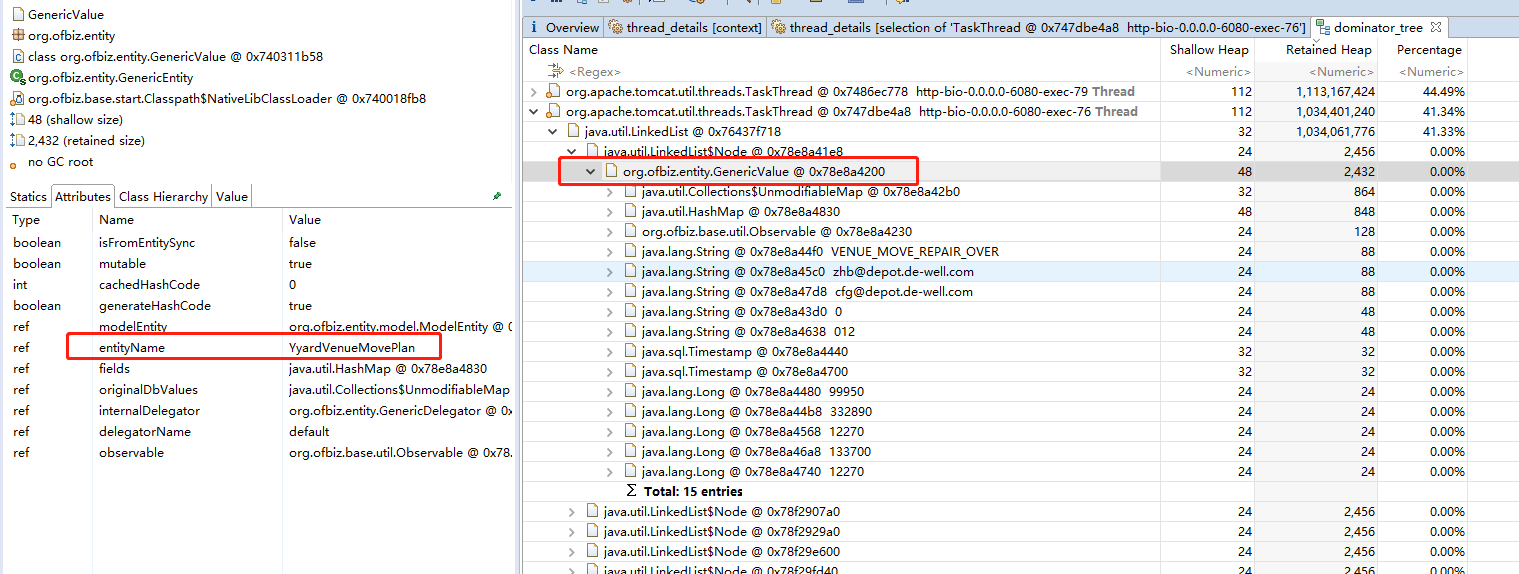 GenericValue
org.ofbiz.entity
class org.ofbiz.entity.GenericValue @ 0x740311b58
org.ofbiz.entity.GenericEntity
org.ofbiz.base.start.Classpath$NativeLibClassLoader @ 0x740018fb8
48 (shallow size)
2,432 (retained size)
no GC root
Statics Attributes Class Hierarchy Value
Type Name Value
boolean isFromEntitySync false
boolean mutable true
int cachedHashCode 0
boolean generateHashCode true
ref modelEntity org.ofbiz.entity.model.ModelEntity @ 0
ref entityName YyardVenueMovePlan
ref fields java.util.HashMap @ 0x78e8a4830
ref originalDbValues java.util.Collections$UnmodifiableMap
ref internalDelegator org.ofbiz.entity.GenericDelegator @ 0x
ref delegatorName default
ref observable org.ofbiz.base.util.Observable @ 0x78.
i Overview thread_details [context] thread_details [selection of 'TaskThread @ 0x747dbe4a8 http-bio-0.0.0.0-6080-exec-76'] dominator_tree
Class Name Shallow Heap Retained Heap Percentage
<Regex> <Numeric> <Numeric> <Numeric>
org.apache.tomcat.util.threads.TaskThread @ 0x7486ec778 http-bio-0.0.0.0-6080-exec-79 Thread 112 1,113,167,424 44.49%
org.apache.tomcat.util.threads.TaskThread @ 0x747dbe4a8 http-bio-0.0.0.0-6080-exec-76 Thread 112 1,034,401,240 41.34%
java.util.LinkedList @ 0x76437f718 32 1,034,061,776 41.33%
java.util.LinkedList$Node @ 0x78e8a41e8 24 2,456 0.00%
org.ofbiz.entity.GenericValue @ 0x78e8a4200 48 2,432 0.00%
java.util.Collections$UnmodifiableMap @ 0x78e8a42b0 32 864 0.00%
java.util.HashMap @ 0x78e8a4830 48 848 0.00%
org.ofbiz.base.util.Observable @ 0x78e8a4230 24 128 0.00%
java.lang.String @ 0x78e8a44f0 VENUE_MOVE_REPAIR_OVER 24 88 0.00%
java.lang.String @ 0x78e8a45c0 zhb@depot.de-well.com 24 88 0.00%
java.lang.String @ 0x78e8a47d8 cfg@depot.de-well.com 24 88 0.00%
java.lang.String @ 0x78e8a43d0 0 24 48 0.00%
java.lang.String @ 0x78e8a4638 012 24 48 0.00%
java.sql.Timestamp @ 0x78e8a4440 32 32 0.00%
java.sql.Timestamp @ 0x78e8a4700 32 32 0.00%
java.lang.Long @ 0x78e8a4480 99950 24 24 0.00%
java.lang.Long @ 0x78e8a44b8 332890 24 24 0.00%
java.lang.Long @ 0x78e8a4568 12270 24 24 0.00%
java.lang.Long @ 0x78e8a46a8 133700 24 24 0.00%
java.lang.Long @ 0x78e8a4740 12270 24 24 0.00%
Σ Total: 15 entries
java.util.LinkedList$Node @ 0x78f2907a0 24 2,456 0.00%
java.util.LinkedList$Node @ 0x78f2929a0 24 2,456 0.00%
java.util.LinkedList$Node @ 0x78f29e600 24 2,456 0.00%
java.util.LinkedList$Node @ 0x78f29fd40 24 2,456 0.00%